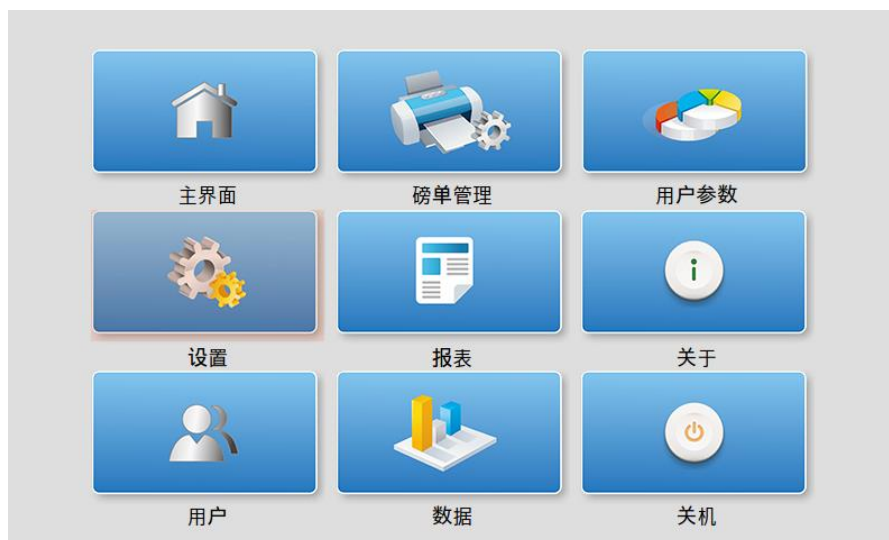 主界面
磅单管理
用户参数
设置
报表
关于
用户
数据
关机